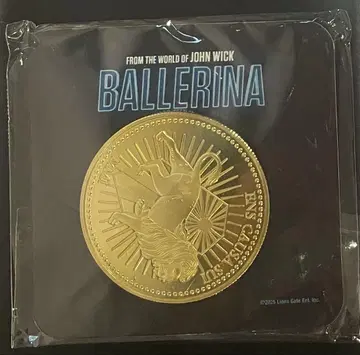 FROM THE WORLD OF JOHN WICK
BALLERINA
ENS CAUSA SUI
©2025 Lions Gate Ent. Inc.